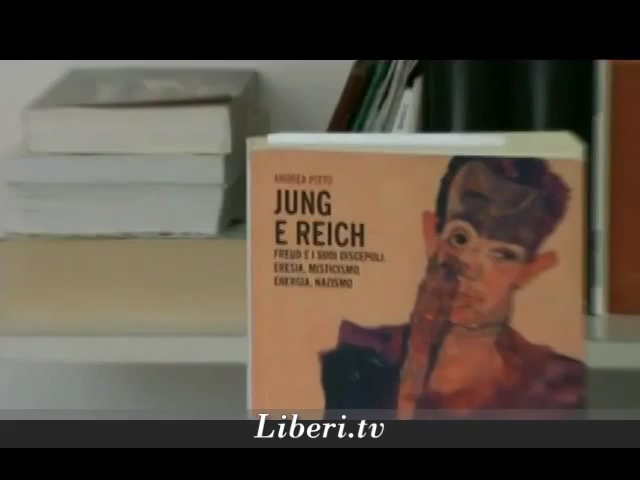 ANDREA PITTO
JUNG
E REICH
FREUD E I SUOI DISCEPOLI.
ERESIA, MISTICISMO,
ENERGIA, NAZISMO
Liberi.tv